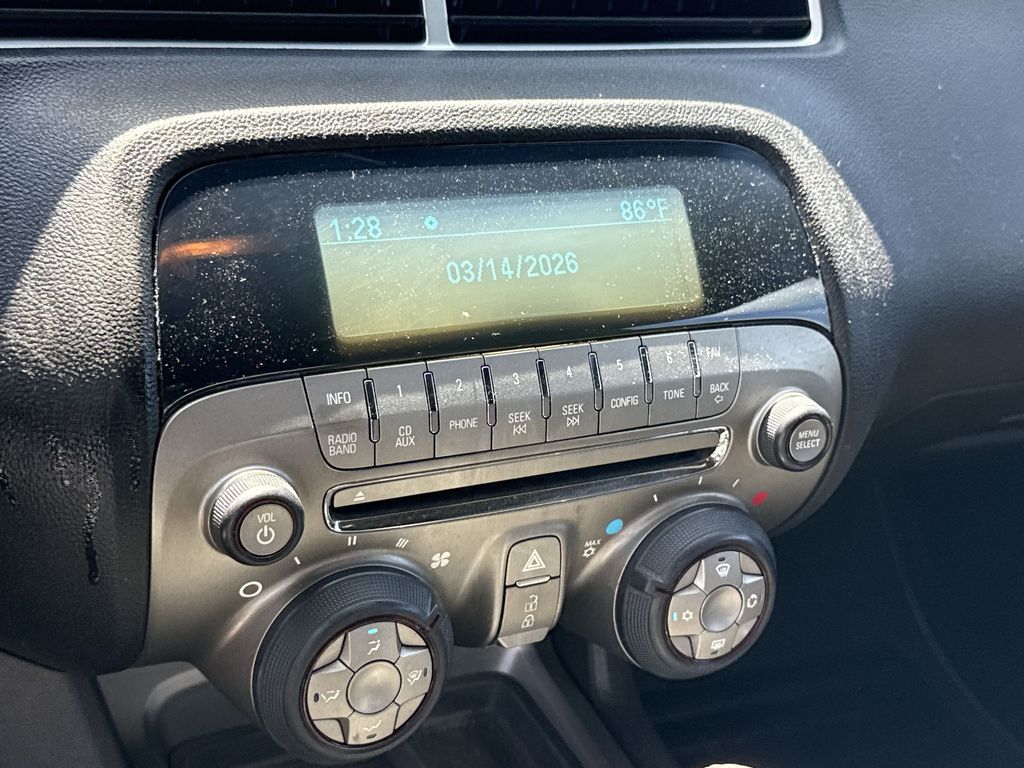 1:28 86°F
03/14/2026
INFO 1 2 3 4 5 6 FAV
RADIO BAND CD AUX PHONE SEEK SEEK CONFIG TONE BACK
MENU SELECT
VOL
MAX